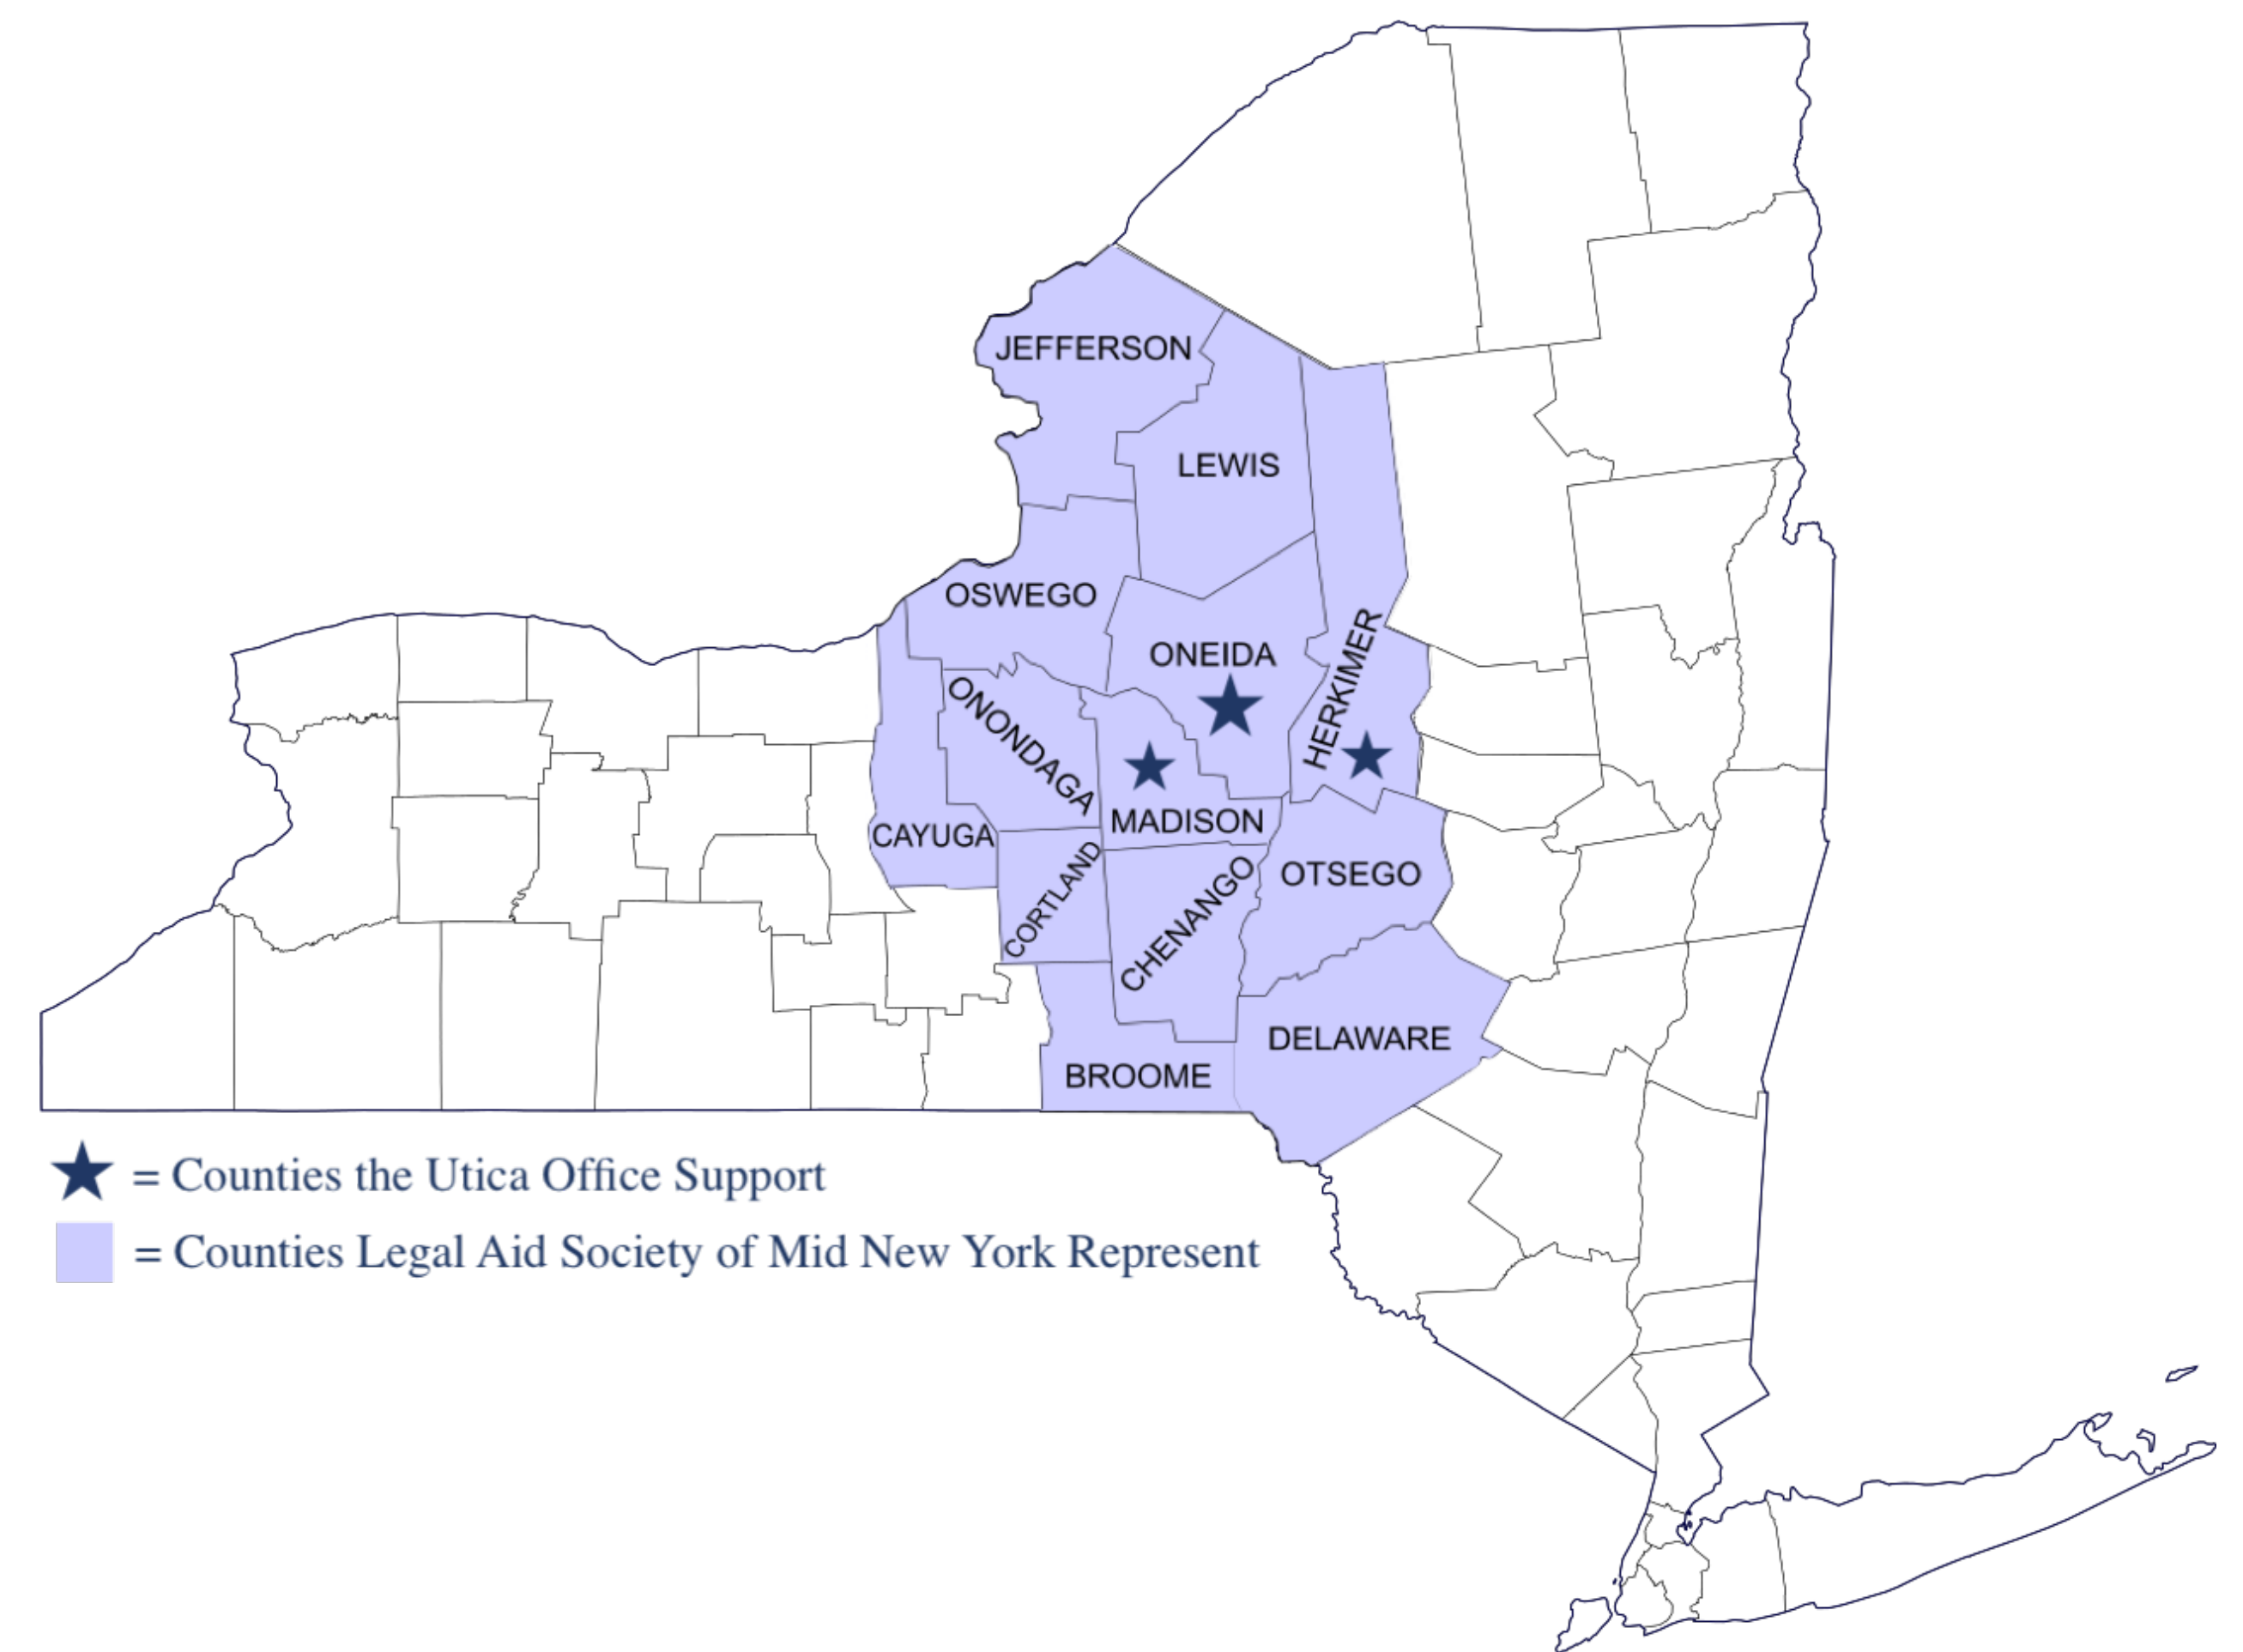 JEFFERSON
LEWIS
OSWEGO
ONEIDA
HERKIMER
ONONDAGA
MADISON
CAYUGA
CORTLAND
CHENANGO
OTSEGO
DELAWARE
BROOME
= Counties the Utica Office Support
= Counties Legal Aid Society of Mid New York Represent